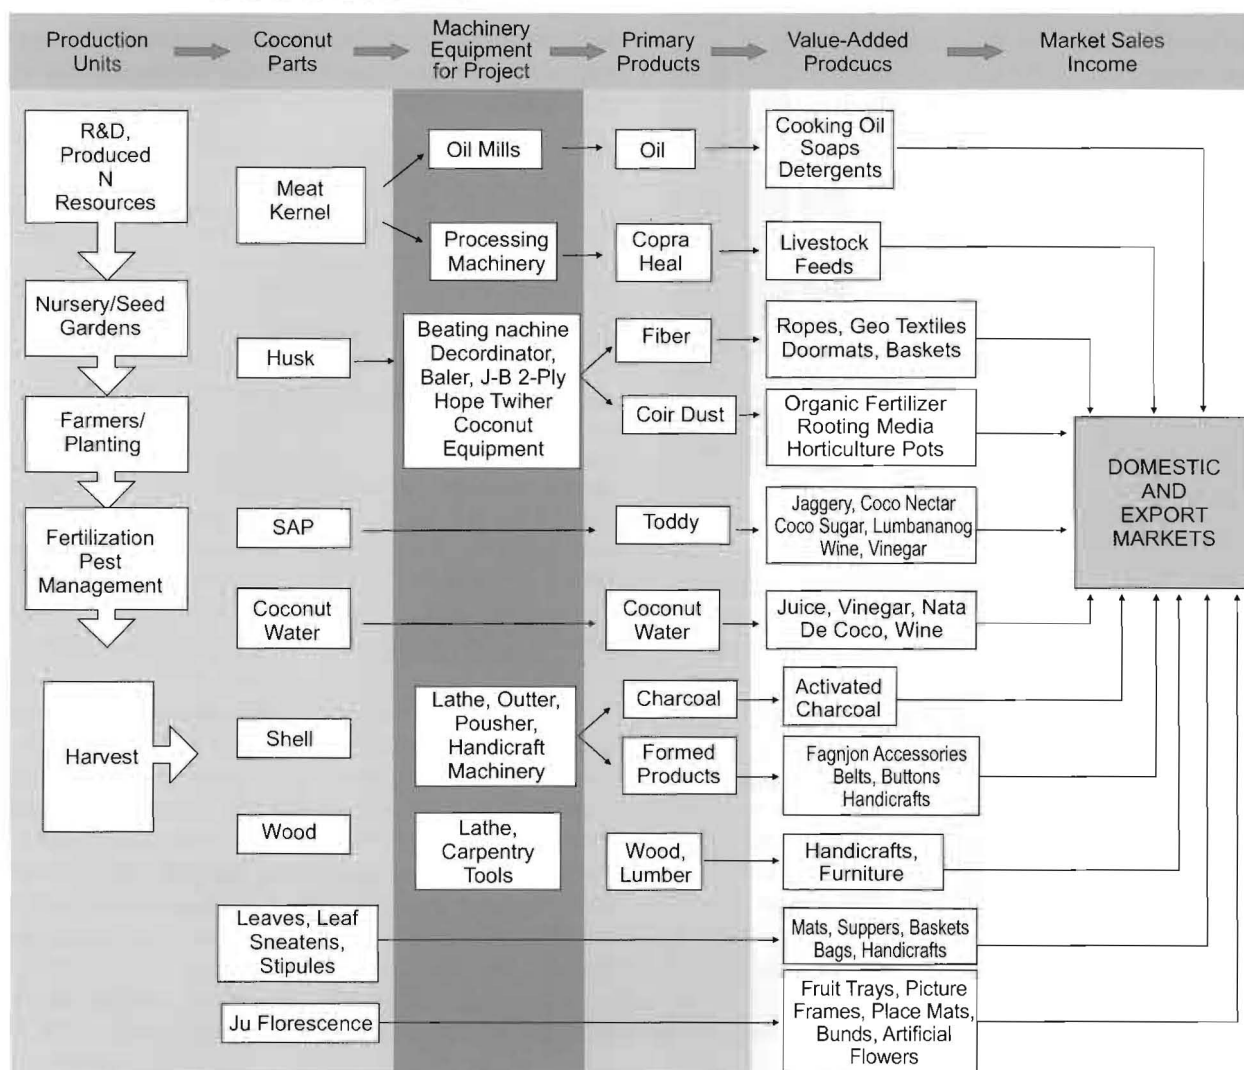 Production
Units
Coconut
Parts
Machinery
Equipment
for Project
Primary
Products
Value-Added
Prodcucs
Market Sales
Income
R&D,
Produced
N
Resources
Nursery/Seed
Gardens
Farmers/
Planting
Fertilization
Pest
Management
Harvest
Meat
Kernel
Husk
SAP
Coconut
Water
Shell
Wood
Leaves, Leaf
Sneatens,
Stipules
Ju Florescence
Oil Mills
Processing
Machinery
Beating nachine
Decordinator,
Baler, J-B 2-Ply
Hope Twiher
Coconut
Equipment
Lathe, Outter,
Pousher,
Handicraft
Machinery
Lathe,
Carpentry
Tools
Oil
Copra
Heal
Fiber
Coir Dust
Toddy
Coconut
Water
Charcoal
Formed
Products
Wood,
Lumber
Cooking Oil
Soaps
Detergents
Livestock
Feeds
Ropes, Geo Textiles
Doormats, Baskets
Organic Fertilizer
Rooting Media
Horticulture Pots
Jaggery, Coco Nectar
Coco Sugar, Lumbananog
Wine, Vinegar
Juice, Vinegar, Nata
De Coco, Wine
Activated
Charcoal
Fagnjon Accessories
Belts, Buttons
Handicrafts
Handicrafts,
Furniture
Mats, Suppers, Baskets
Bags, Handicrafts
Fruit Trays, Picture
Frames, Place Mats,
Bunds, Artificial
Flowers
DOMESTIC
AND
EXPORT
MARKETS